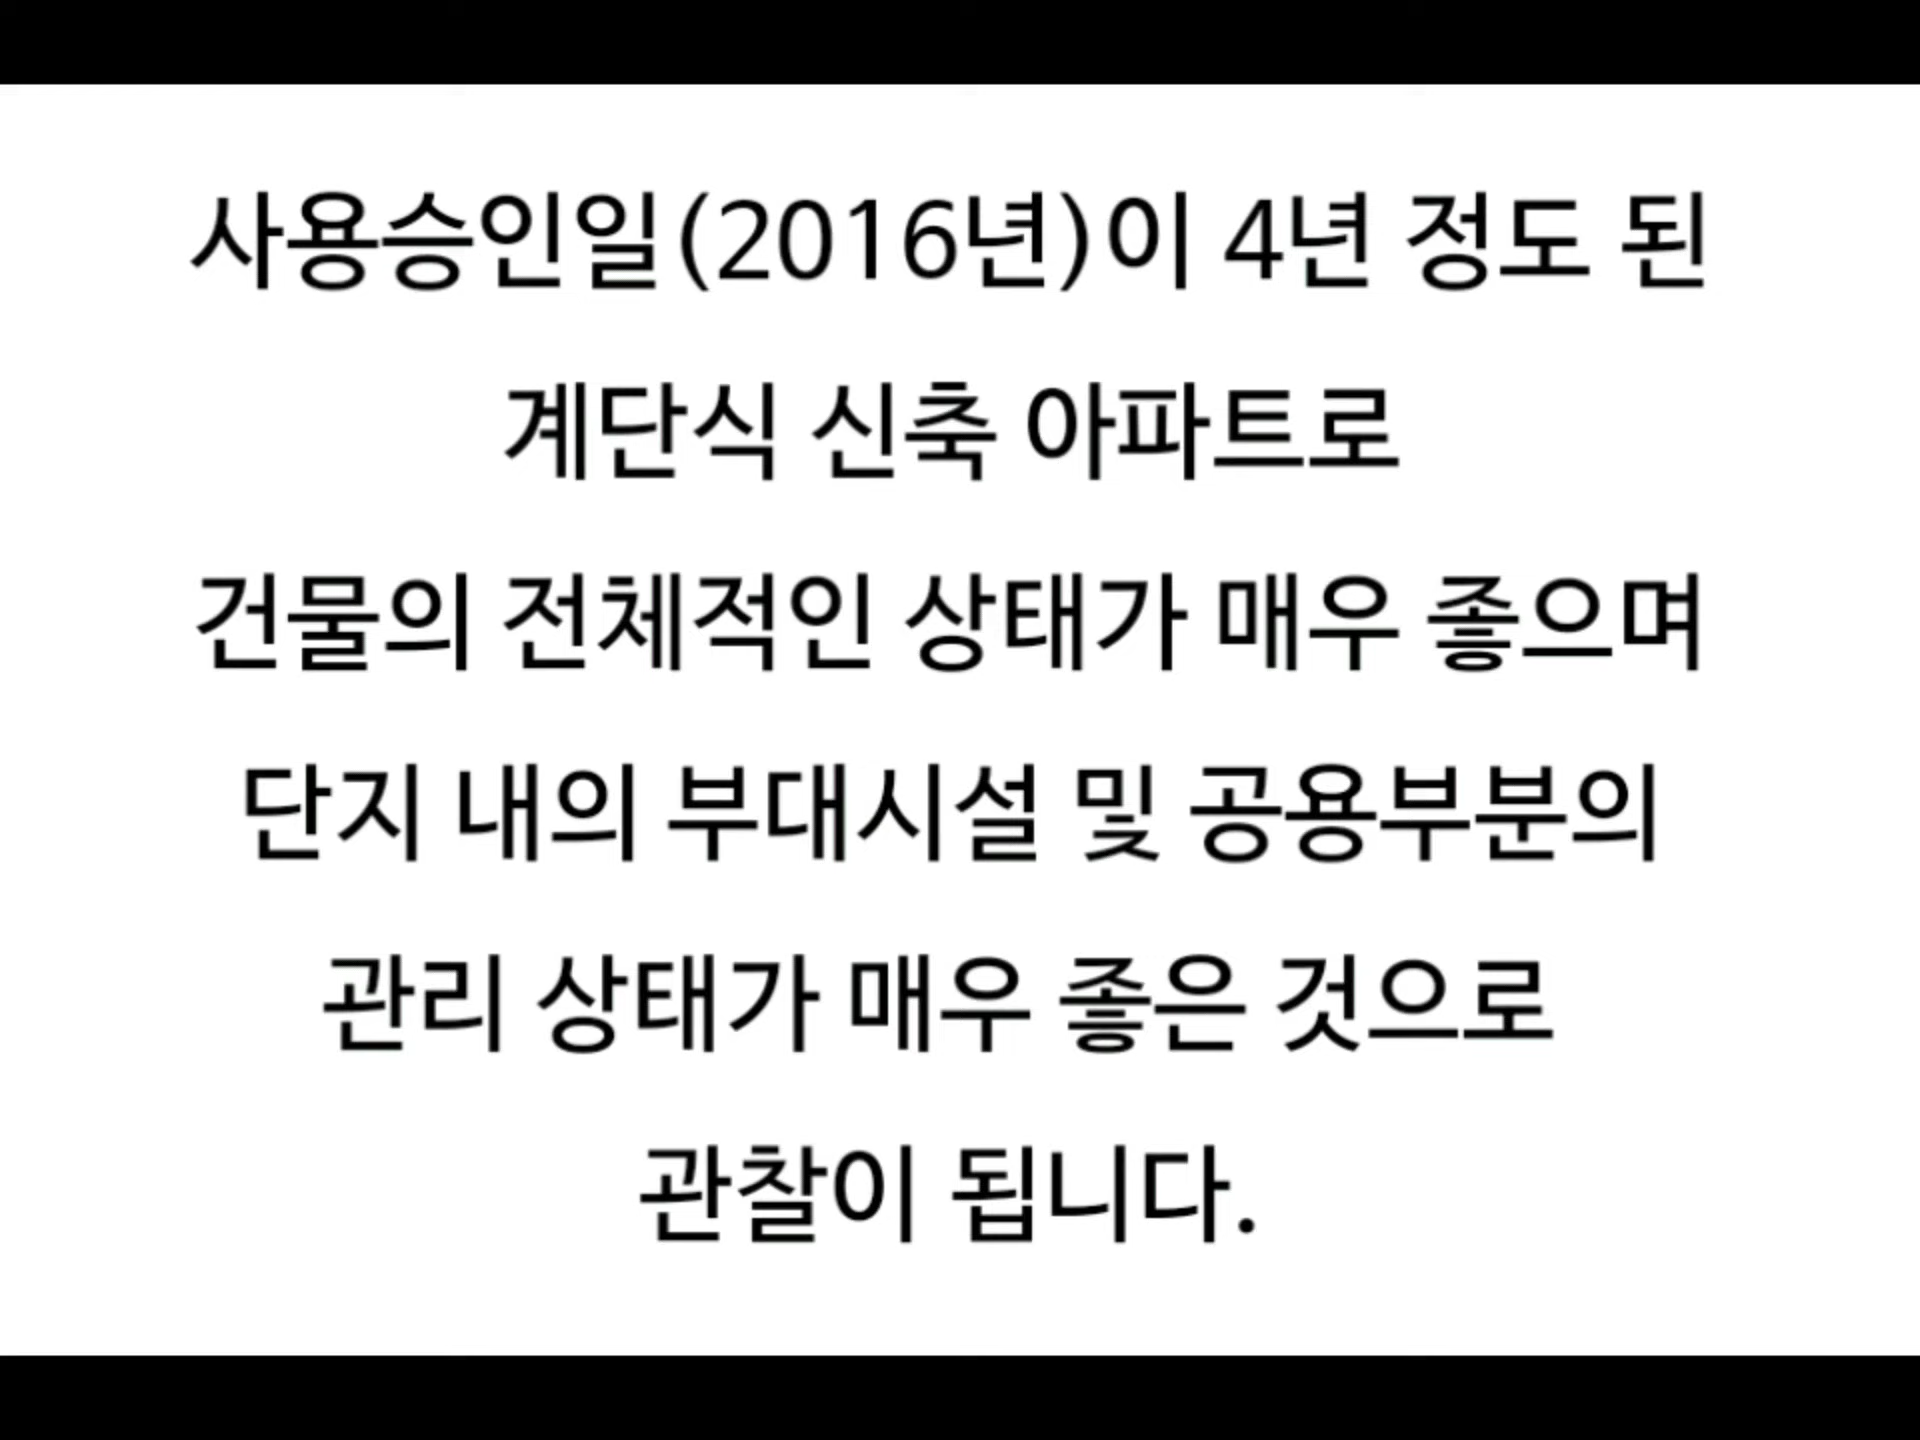 사용승인일(2016년)이 4년 정도 된
계단식 신축 아파트로
건물의 전체적인 상태가 매우 좋으며
단지 내의 부대시설 및 공용부분의
관리 상태가 매우 좋은 것으로
관찰이 됩니다.